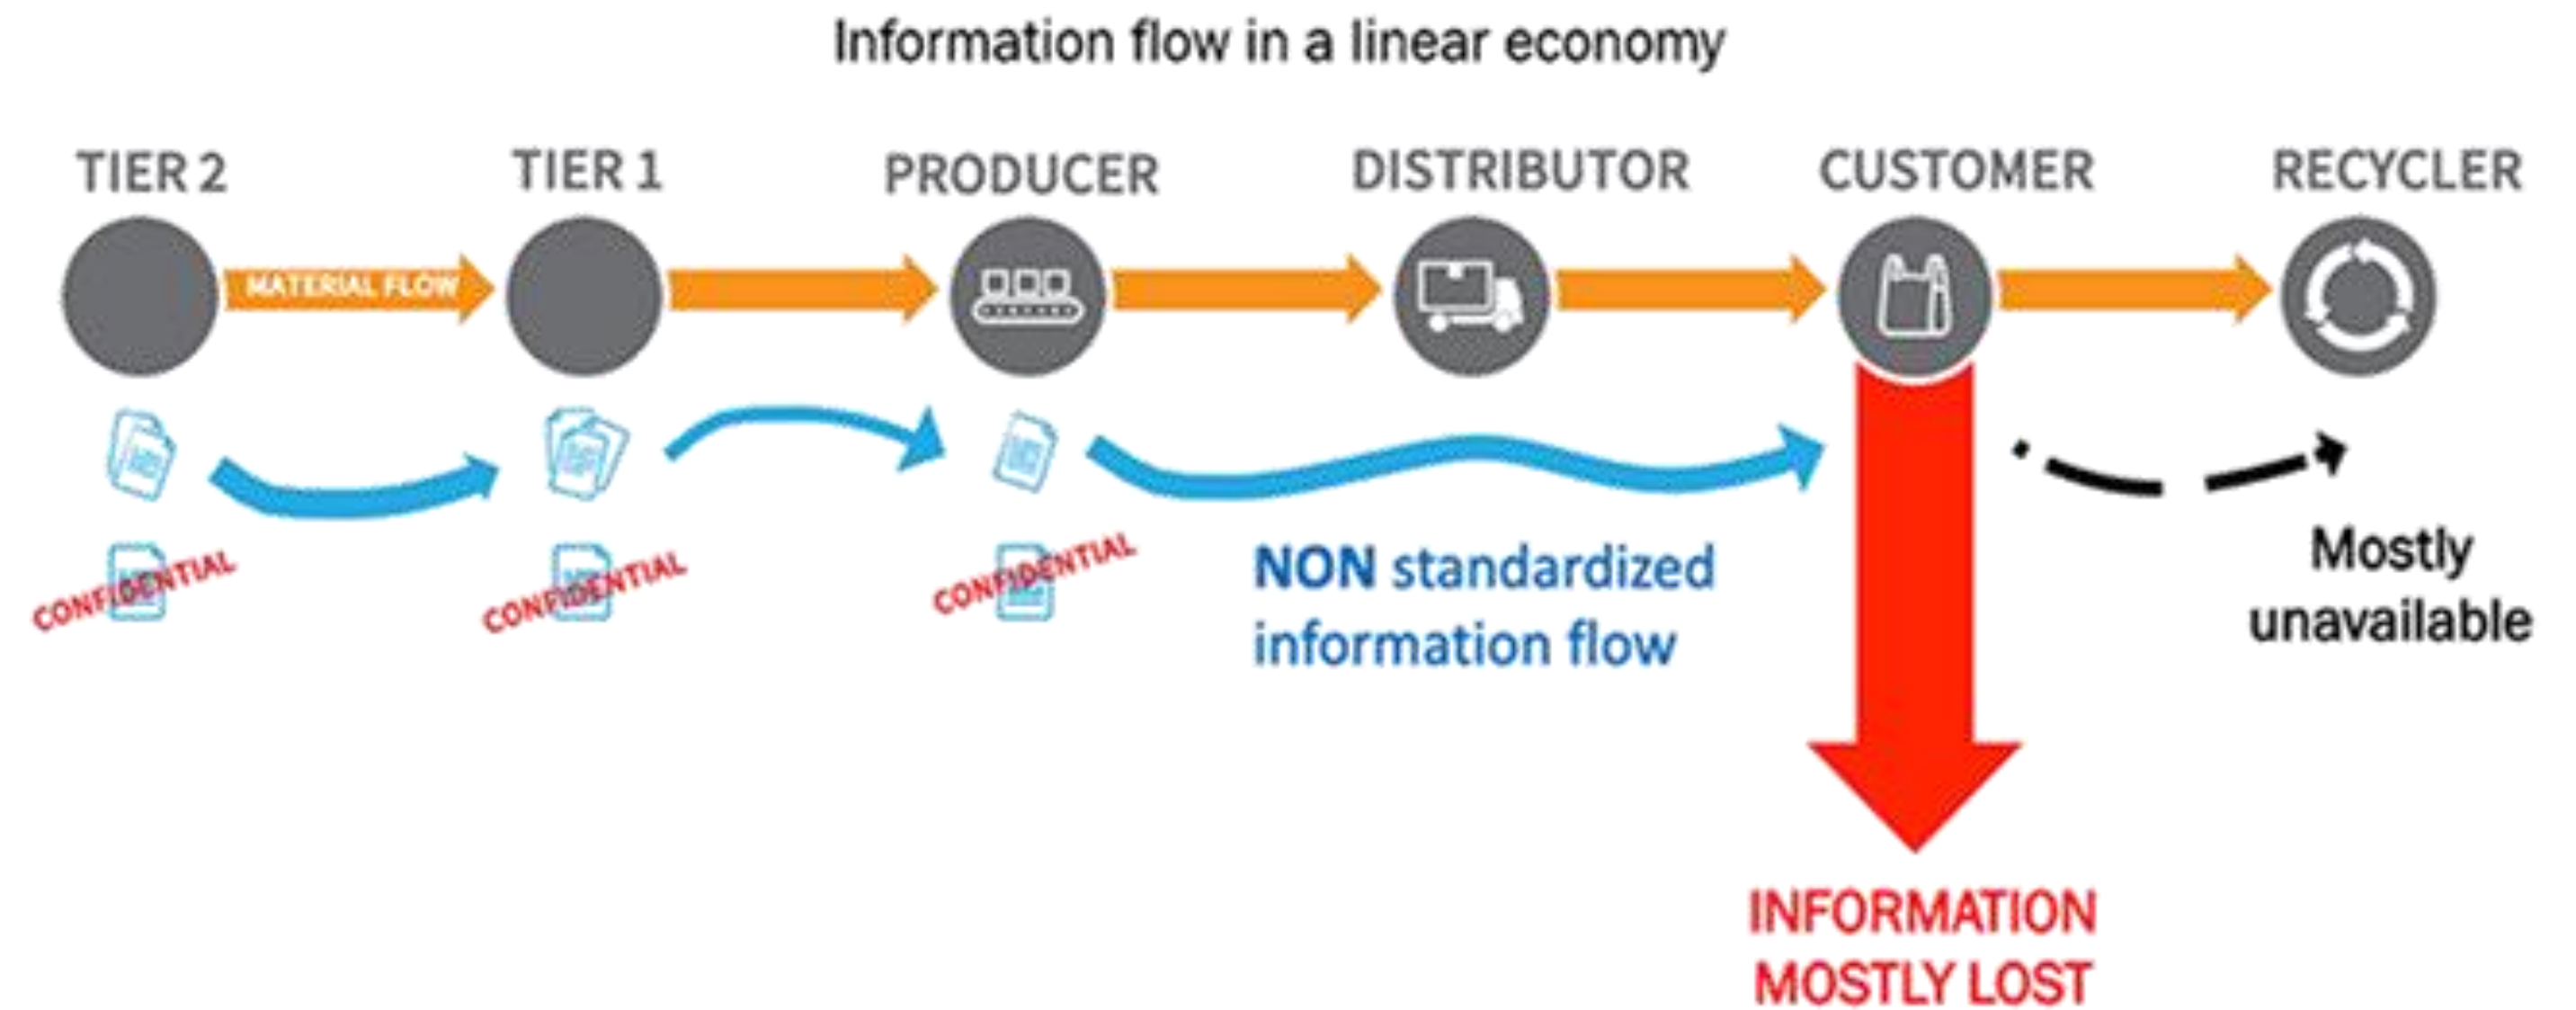 Information flow in a linear economy
TIER 2
TIER 1
PRODUCER
DISTRIBUTOR
CUSTOMER
RECYCLER
MATERIAL FLOW
CONFIDENTIAL
CONFIDENTIAL
CONFIDENTIAL
NON standardized
information flow
Mostly
unavailable
INFORMATION
MOSTLY LOST